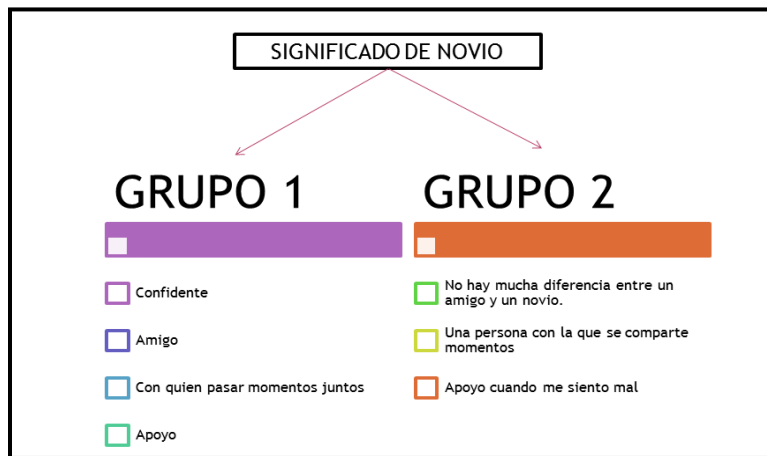 SIGNIFICADO DE NOVIO
GRUPO 1
Confidente
Amigo
Con quien pasar momentos juntos
Apoyo
GRUPO 2
No hay mucha diferencia entre un
amigo y un novio.
Una persona con la que se comparte
momentos
Apoyo cuando me siento mal